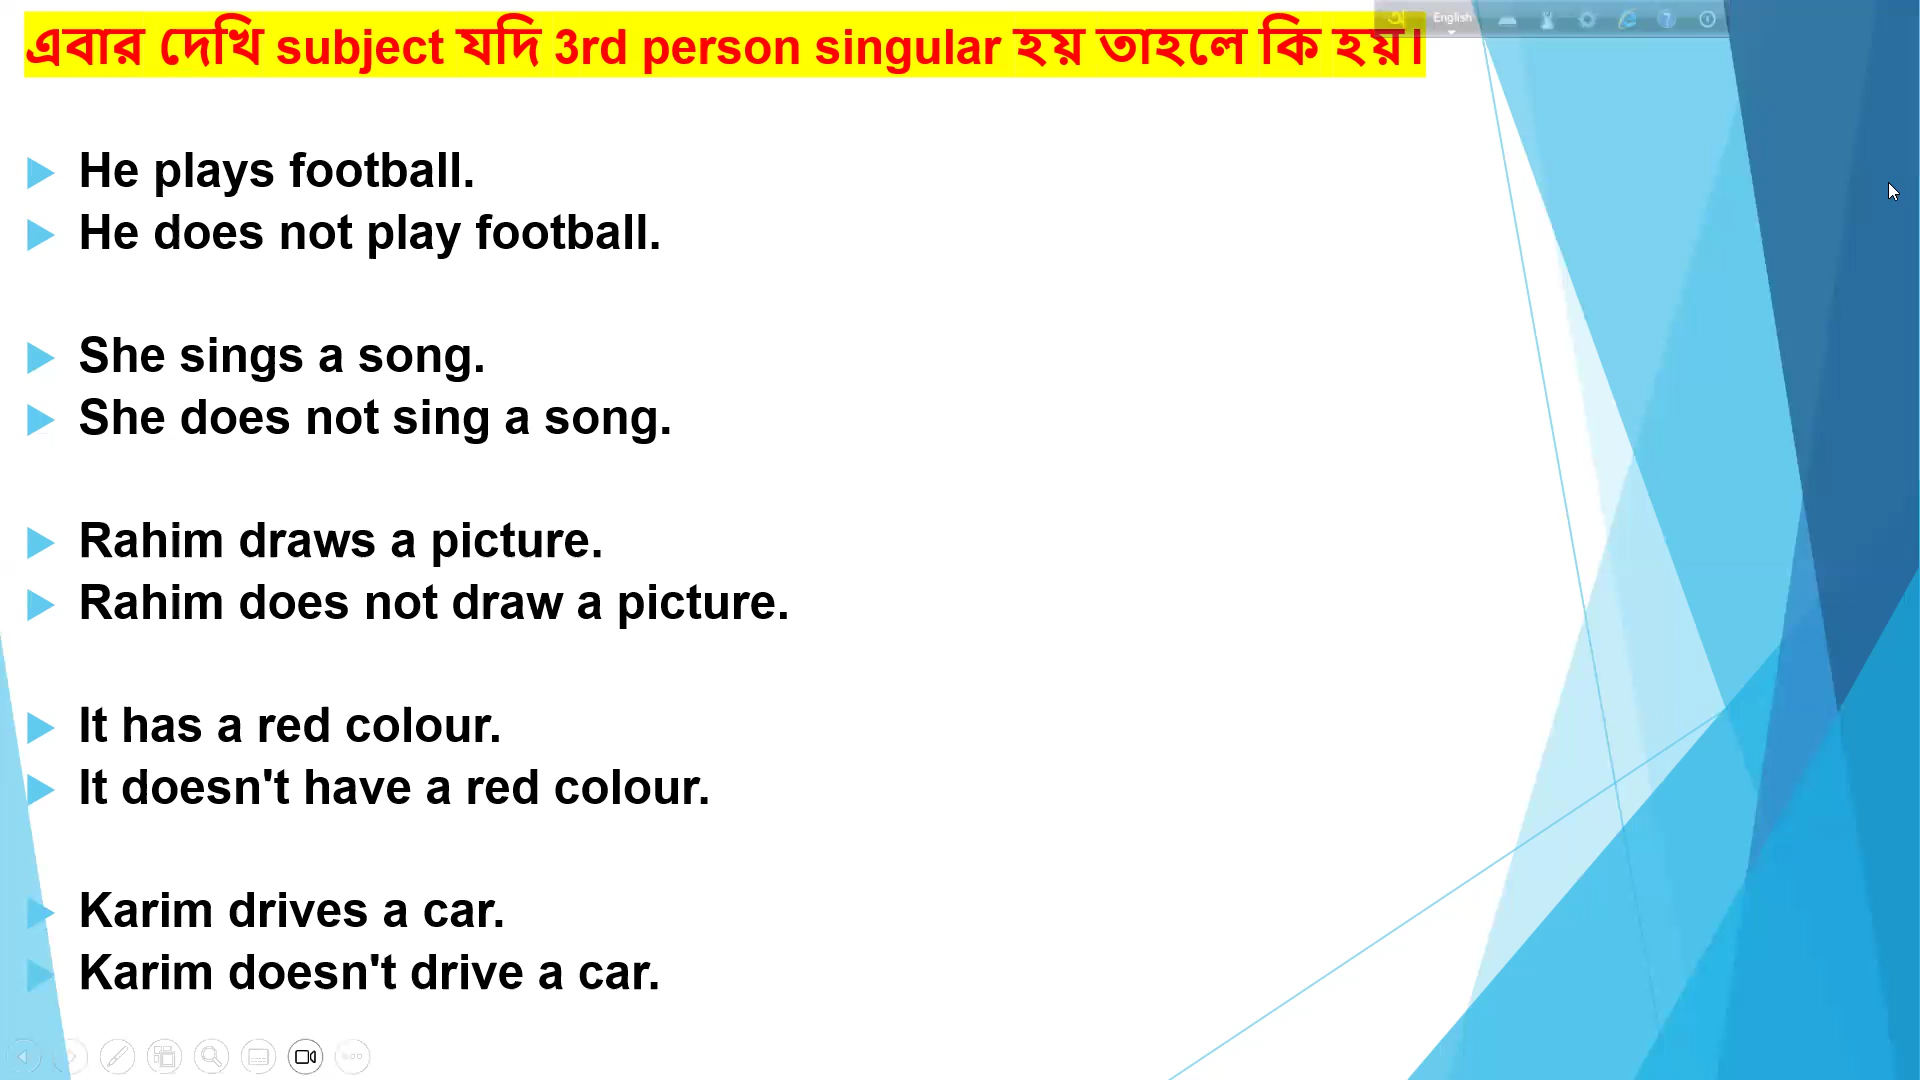 এবার দেখি subject যদি 3rd person singular হয় তাহলে কি হয়।
English
He plays football.
He does not play football.
She sings a song.
She does not sing a song.
Rahim draws a picture.
Rahim does not draw a picture.
It has a red colour.
It doesn't have a red colour.
Karim drives a car.
Karim doesn't drive a car.